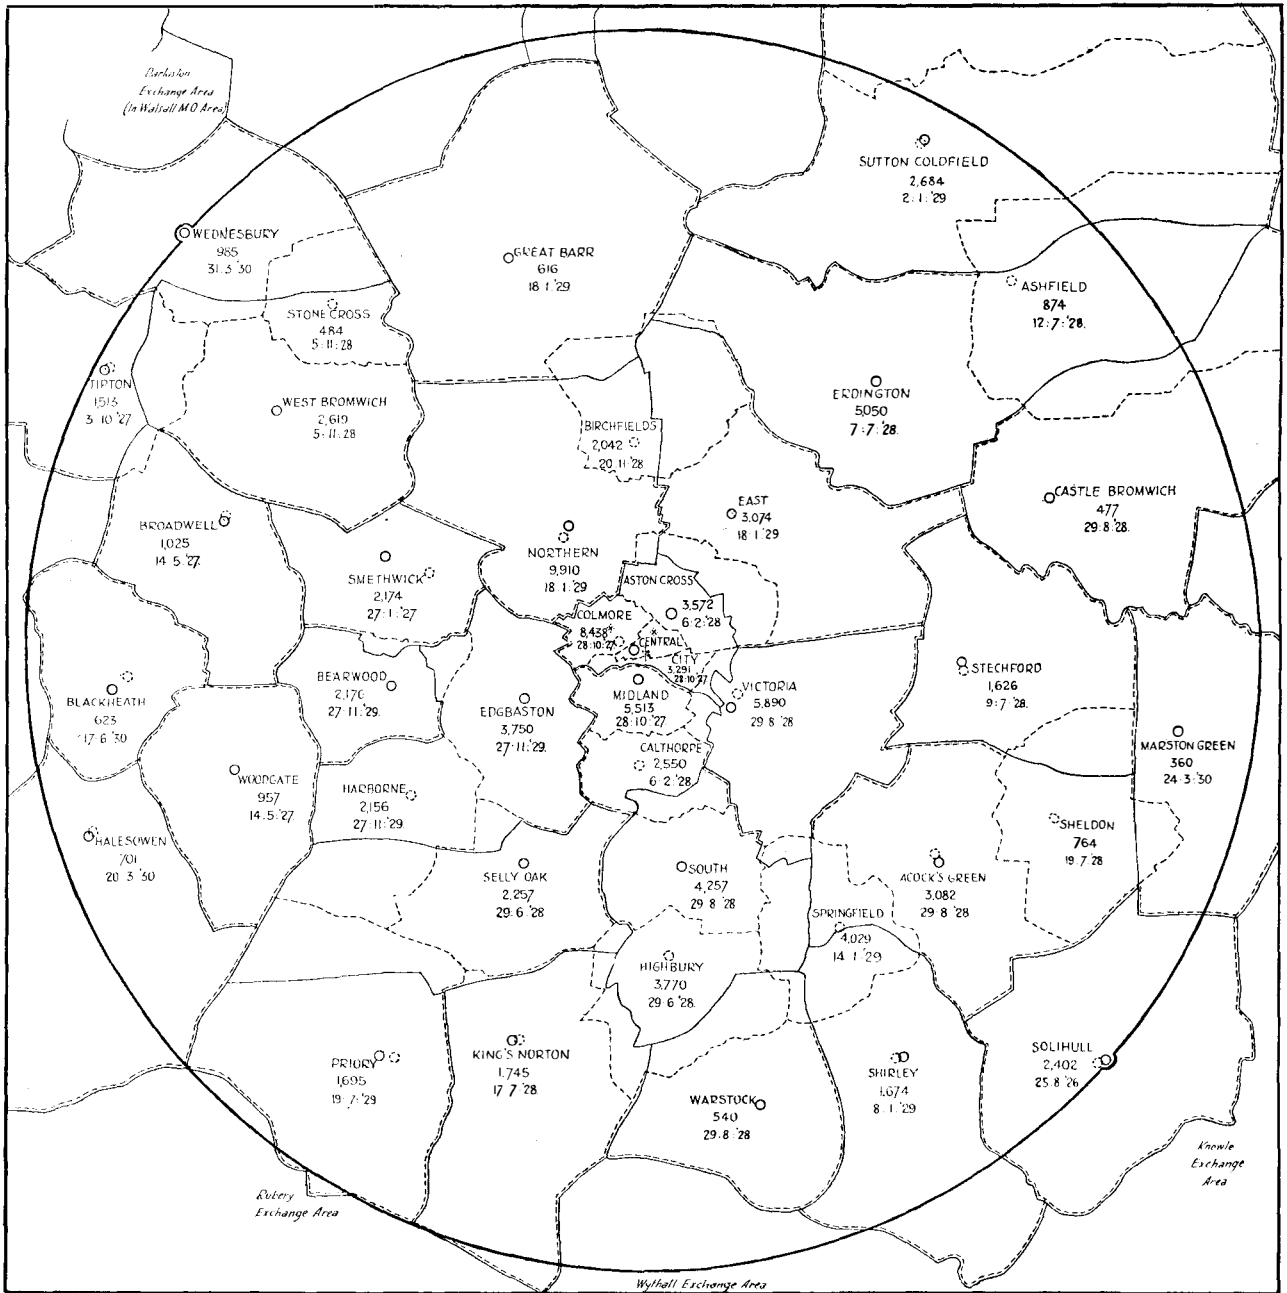 Darlaston
Exchange Area
(In Walsall M.O Area)
SUTTON COLDFIELD
2,684
2:1:'29
WEDNESBURY
985
31.3.'30
GREAT BARR
616
18.1.'29
ASHFIELD
874
12:7:'28.
STONE CROSS
484
5:11:28
TIPTON
1,513
3.10.'27
WEST BROMWICH
2,619
5:11:28
ERDINGTON
5,050
7:7:'28.
BIRCHFIELDS
2,042
20.11.'28
CASTLE BROMWICH
477
29:8:'28.
EAST
3,074
18.1.'29
BROADWELL
1,025
14.5.'27.
NORTHERN
9,910
18.1.'29
SMETHWICK
2,174
27:1:'27
ASTON CROSS
3,572
6:2:'28
COLMORE
8,438*
28:10:'27
*
CENTRAL
CITY
3,291
28:10:'27
STECHFORD
1,626
9:7:'28.
BEARWOOD
2,176
27:11:'29.
MIDLAND
5,513
28:10:'27
VICTORIA
5,890
29.8.'28
BLACKHEATH
623
17.6.'30
EDGBASTON
3,750
27:11:'29.
MARSTON GREEN
360
24.3.'30
CALTHORPE
2,550
6:2:'28
WOODGATE
957
14.5.'27
HARBORNE
2,156
27:11:'29.
SHELDON
764
19.7.'28
HALESOWEN
701
20.3.'30
SELLY OAK
2,257
29:6:'28
SOUTH
4,257
29.8.'28
ACOCK'S GREEN
3,082
29.8.'28
SPRINGFIELD
4,029
14.1.'29
HIGHBURY
3,770
29.6.'28.
PRIORY
1,695
19.7.'29
KING'S NORTON
1,745
17.7.'28
SHIRLEY
1,674
8.1.'29
SOLIHULL
2,402
25.8.'26
WARSTOCK
540
29.8.'28
Knowle
Exchange
Area
Rubery
Exchange Area
Wythall Exchange Area